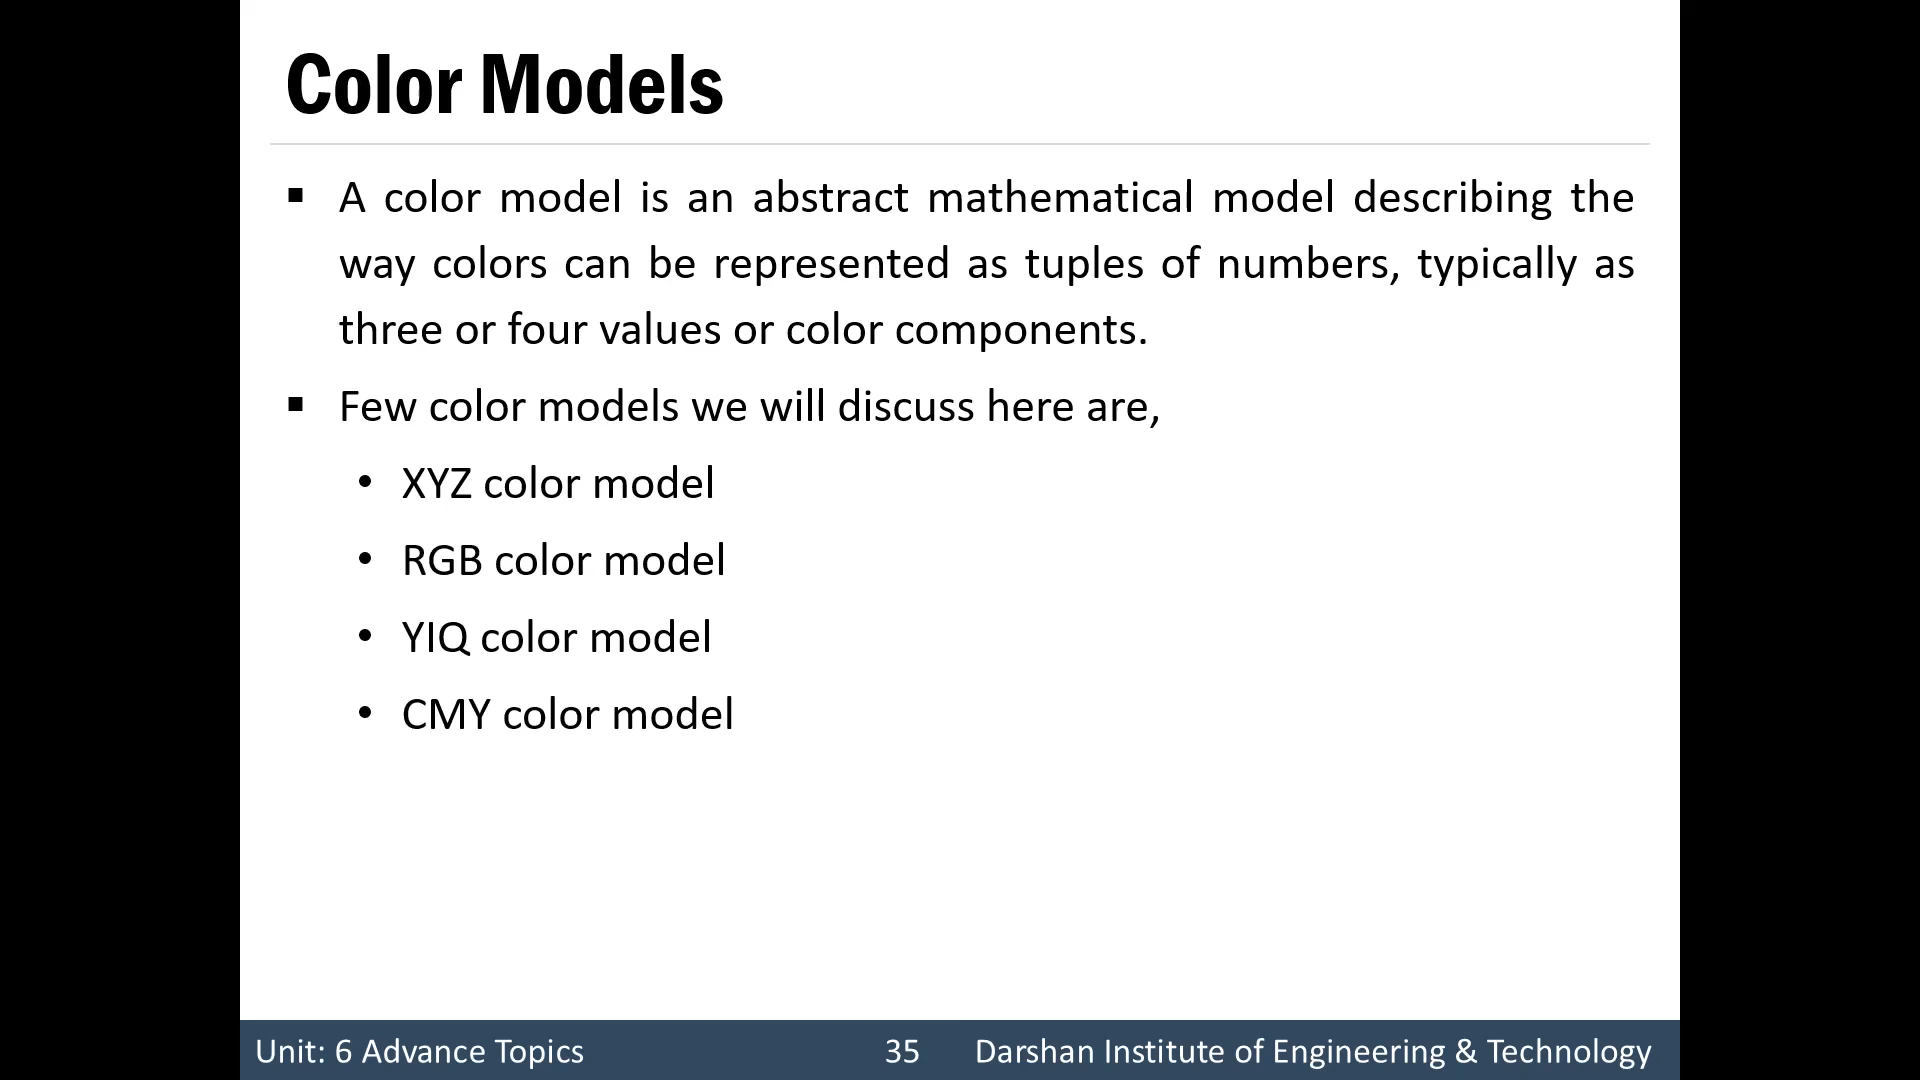 Color Models
▪ A color model is an abstract mathematical model describing the
way colors can be represented as tuples of numbers, typically as
three or four values or color components.
▪ Few color models we will discuss here are,
• XYZ color model
• RGB color model
• YIQ color model
• CMY color model
Unit: 6 Advance Topics 35 Darshan Institute of Engineering & Technology